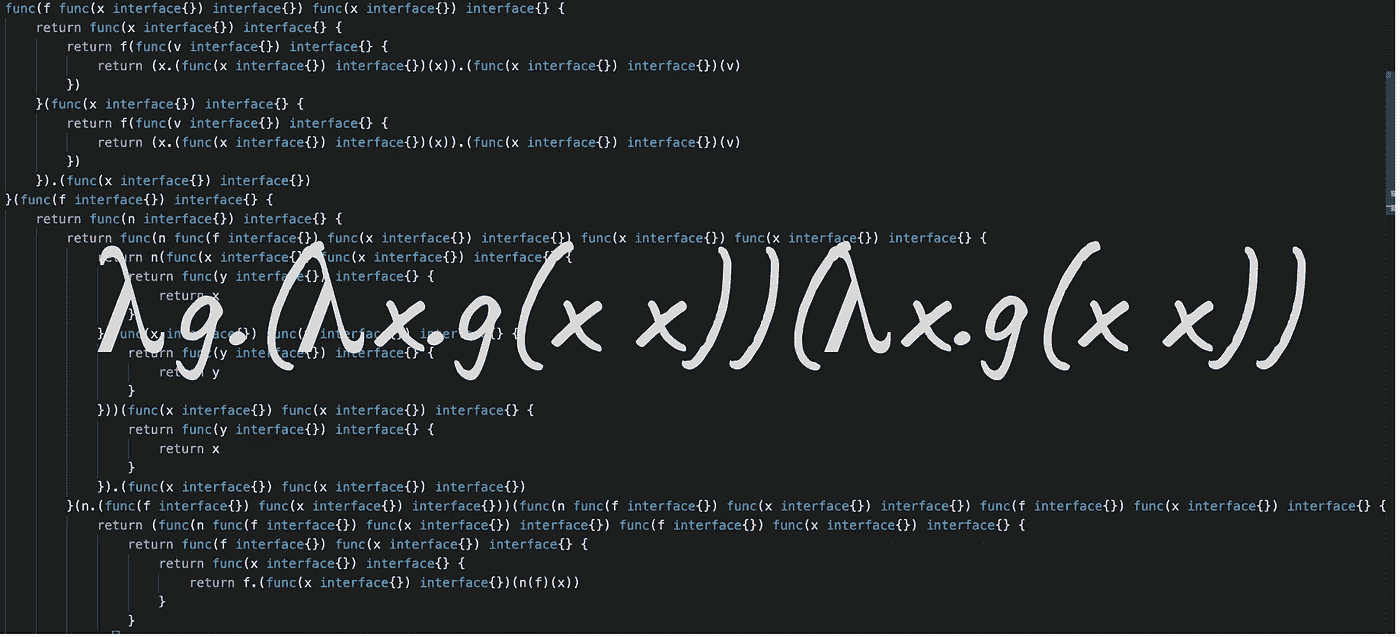 func(f func(x interface{}) interface{}) func(x interface{}) interface{} {
return func(x interface{}) interface{} {
return f(func(v interface{}) interface{} {
return (x.(func(x interface{}) interface{})(x)).(func(x interface{}) interface{})(v)
})
}(func(x interface{}) interface{} {
return f(func(v interface{}) interface{} {
return (x.(func(x interface{}) interface{})(x)).(func(x interface{}) interface{})(v)
})
}).(func(x interface{}) interface{})
}(func(f interface{}) interface{} {
return func(n interface{}) interface{} {
return func(n func(f interface{}) func(x interface{}) interface{}) func(x interface{}) func(x interface{}) interface{} {
return n(func(x interface{}) func(x interface{}) interface{} {
return func(y interface{}) interface{} {
return x
}
λg.(λx.g(x x))(λx.g(x x))
}(func(x interface{}) func(x interface{}) interface{} {
return func(y interface{}) interface{} {
return y
}
}))(func(x interface{}) func(x interface{}) interface{} {
return func(y interface{}) interface{} {
return x
}
}).(func(x interface{}) func(x interface{}) interface{})
}(n.(func(f interface{}) func(x interface{}) interface{}))(func(n func(f interface{}) func(x interface{}) interface{}) func(f interface{}) func(x interface{}) interface{} {
return (func(n func(f interface{}) func(x interface{}) interface{}) func(f interface{}) func(x interface{}) interface{} {
return func(f interface{}) func(x interface{}) interface{} {
return func(x interface{}) interface{} {
return f.(func(x interface{}) interface{})(n(f)(x))
}
}